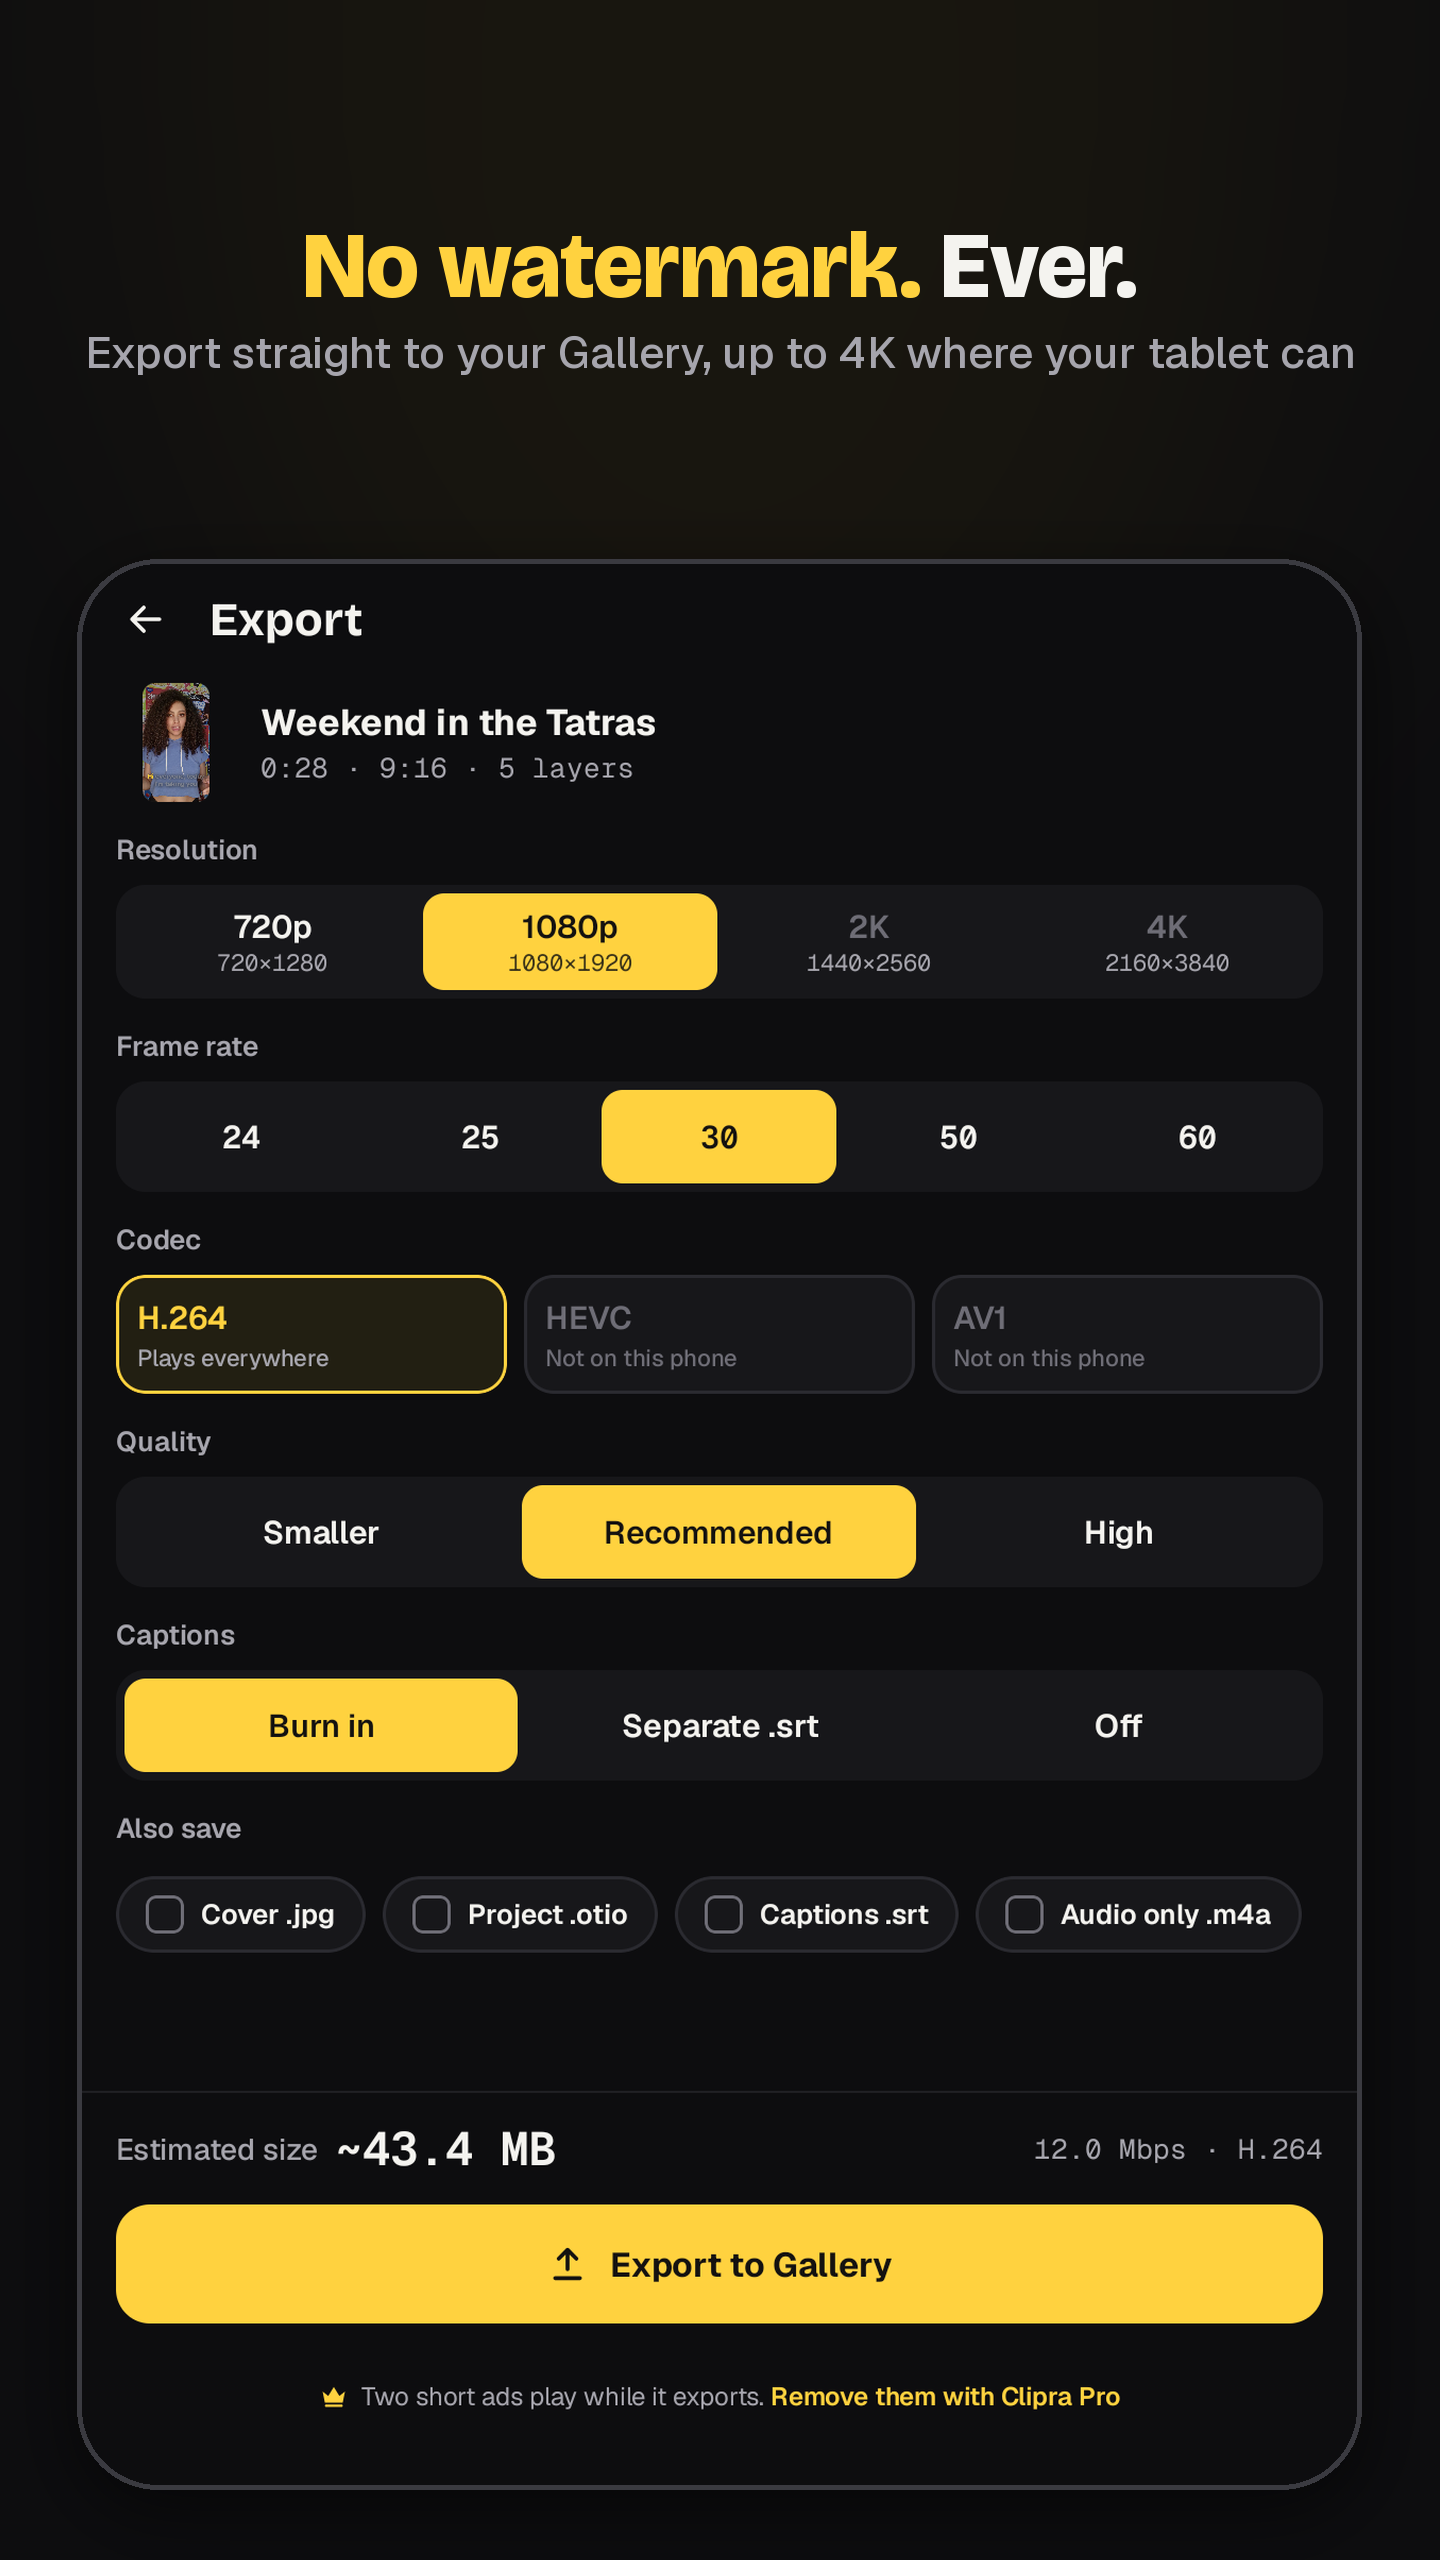 No watermark. Ever.
Export straight to your Gallery, up to 4K where your tablet can
Export
Weekend in the Tatras
0:28 · 9:16 · 5 layers
Resolution
720p 1080p 2K 4K
720×1280 1080×1920 1440×2560 2160×3840
Frame rate
24 25 30 50 60
Codec
H.264 HEVC AV1
Plays everywhere Not on this phone Not on this phone
Quality
Smaller Recommended High
Captions
Burn in Separate .srt Off
Also save
Cover .jpg Project .otio Captions .srt Audio only .m4a
Estimated size ~43.4 MB 12.0 Mbps · H.264
Export to Gallery
Two short ads play while it exports. Remove them with Clipra Pro